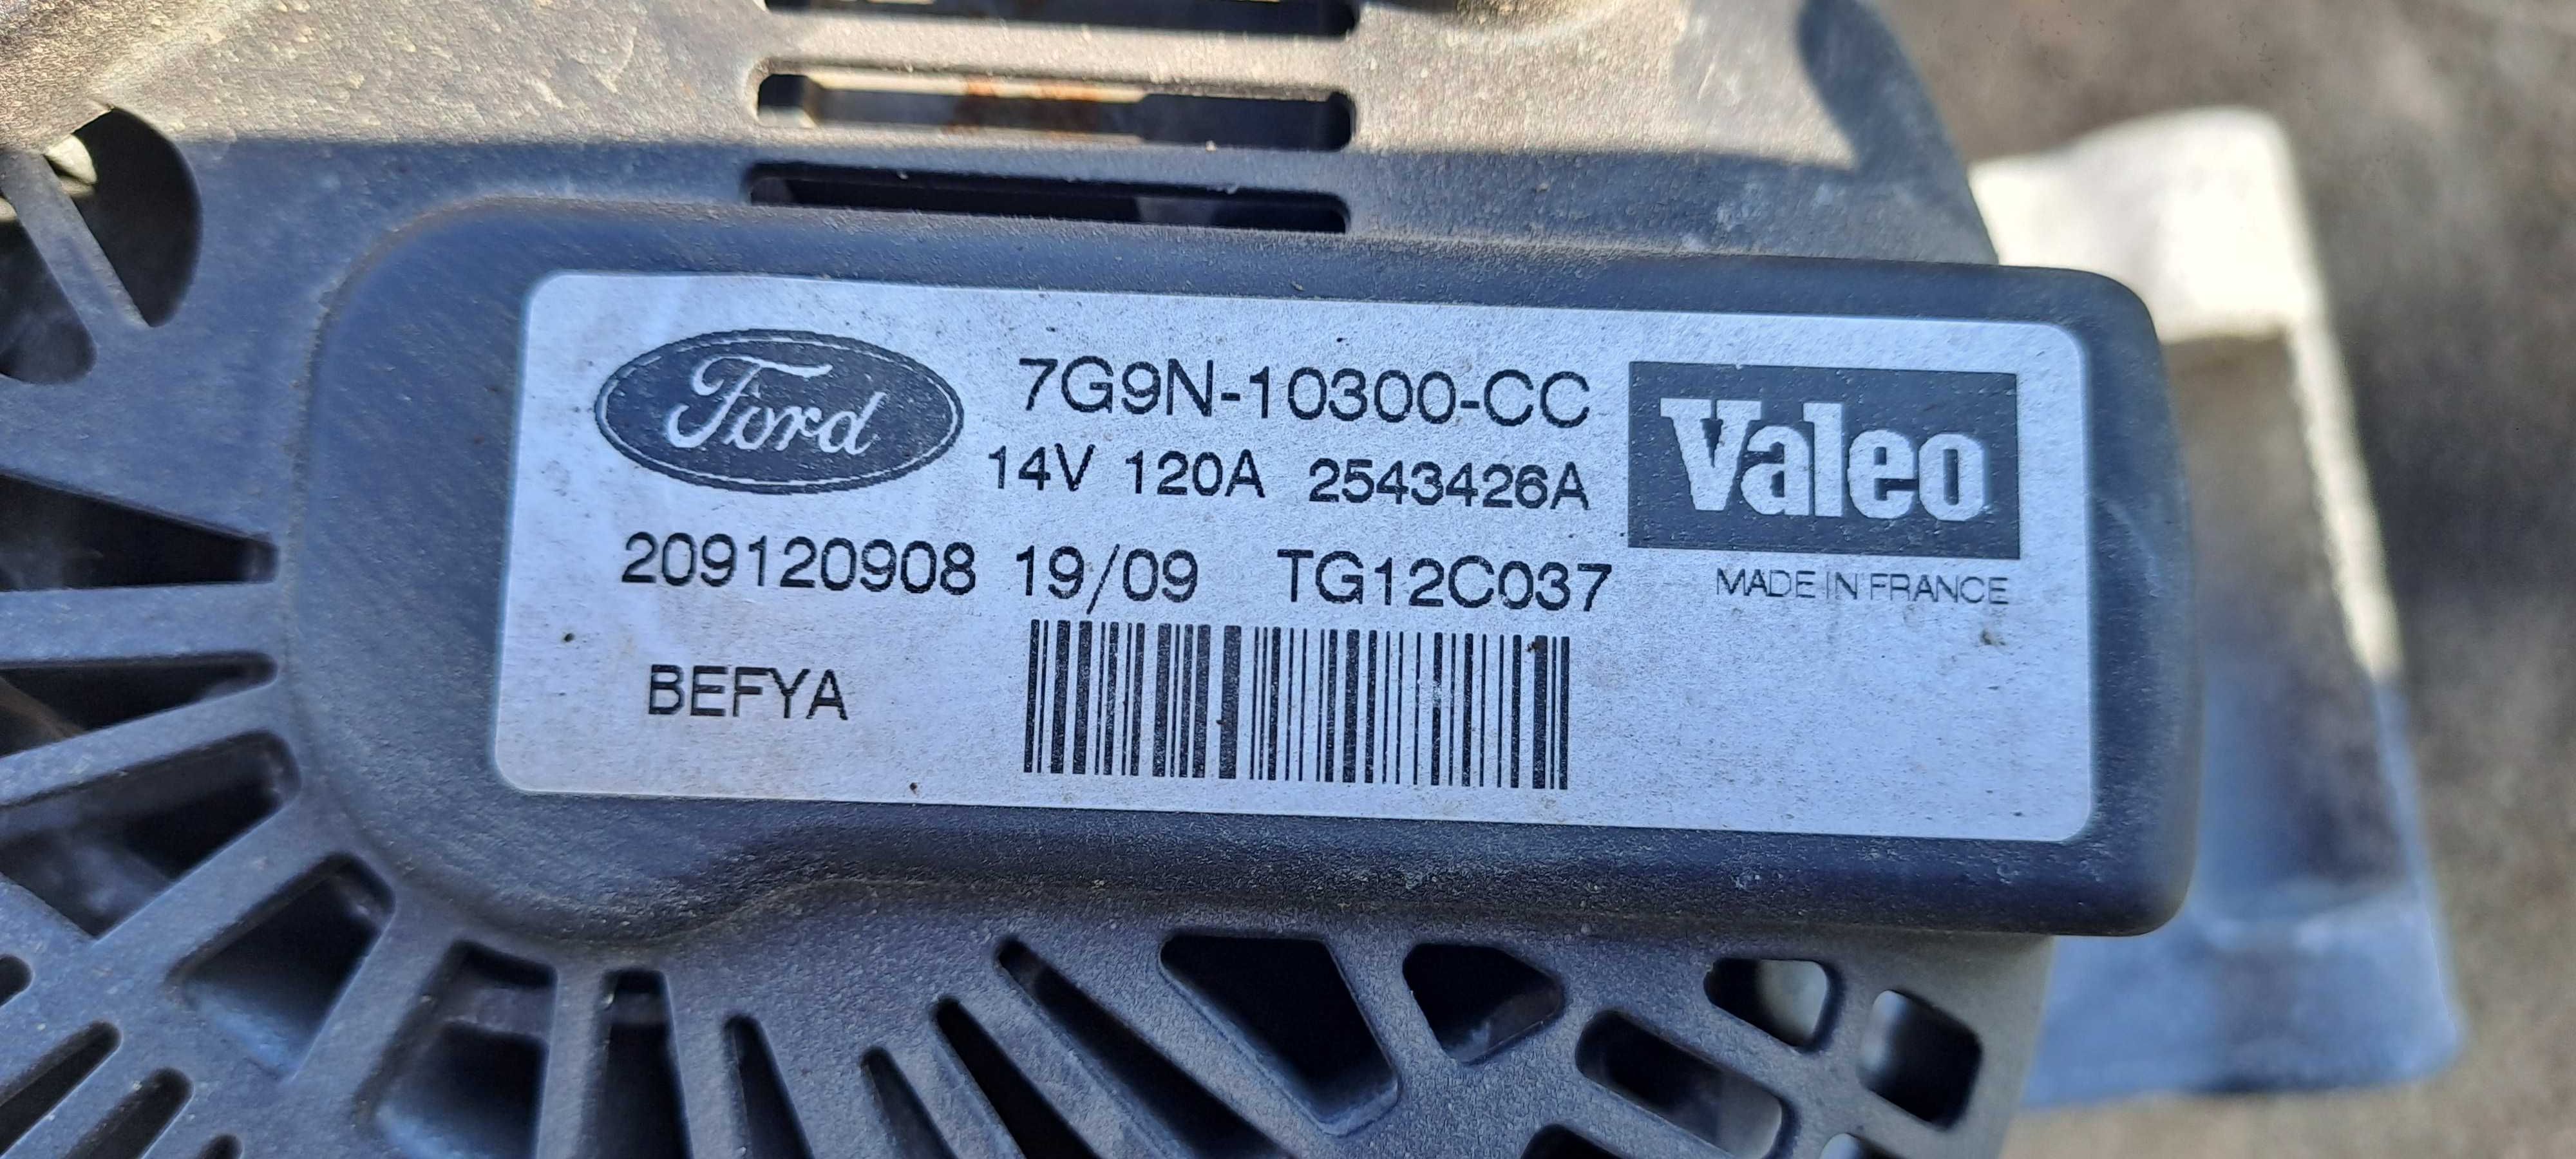 Ford
7G9N-10300-CC
14V 120A 2543426A
Valeo
209120908 19/09 TG12C037
MADE IN FRANCE
BEFYA